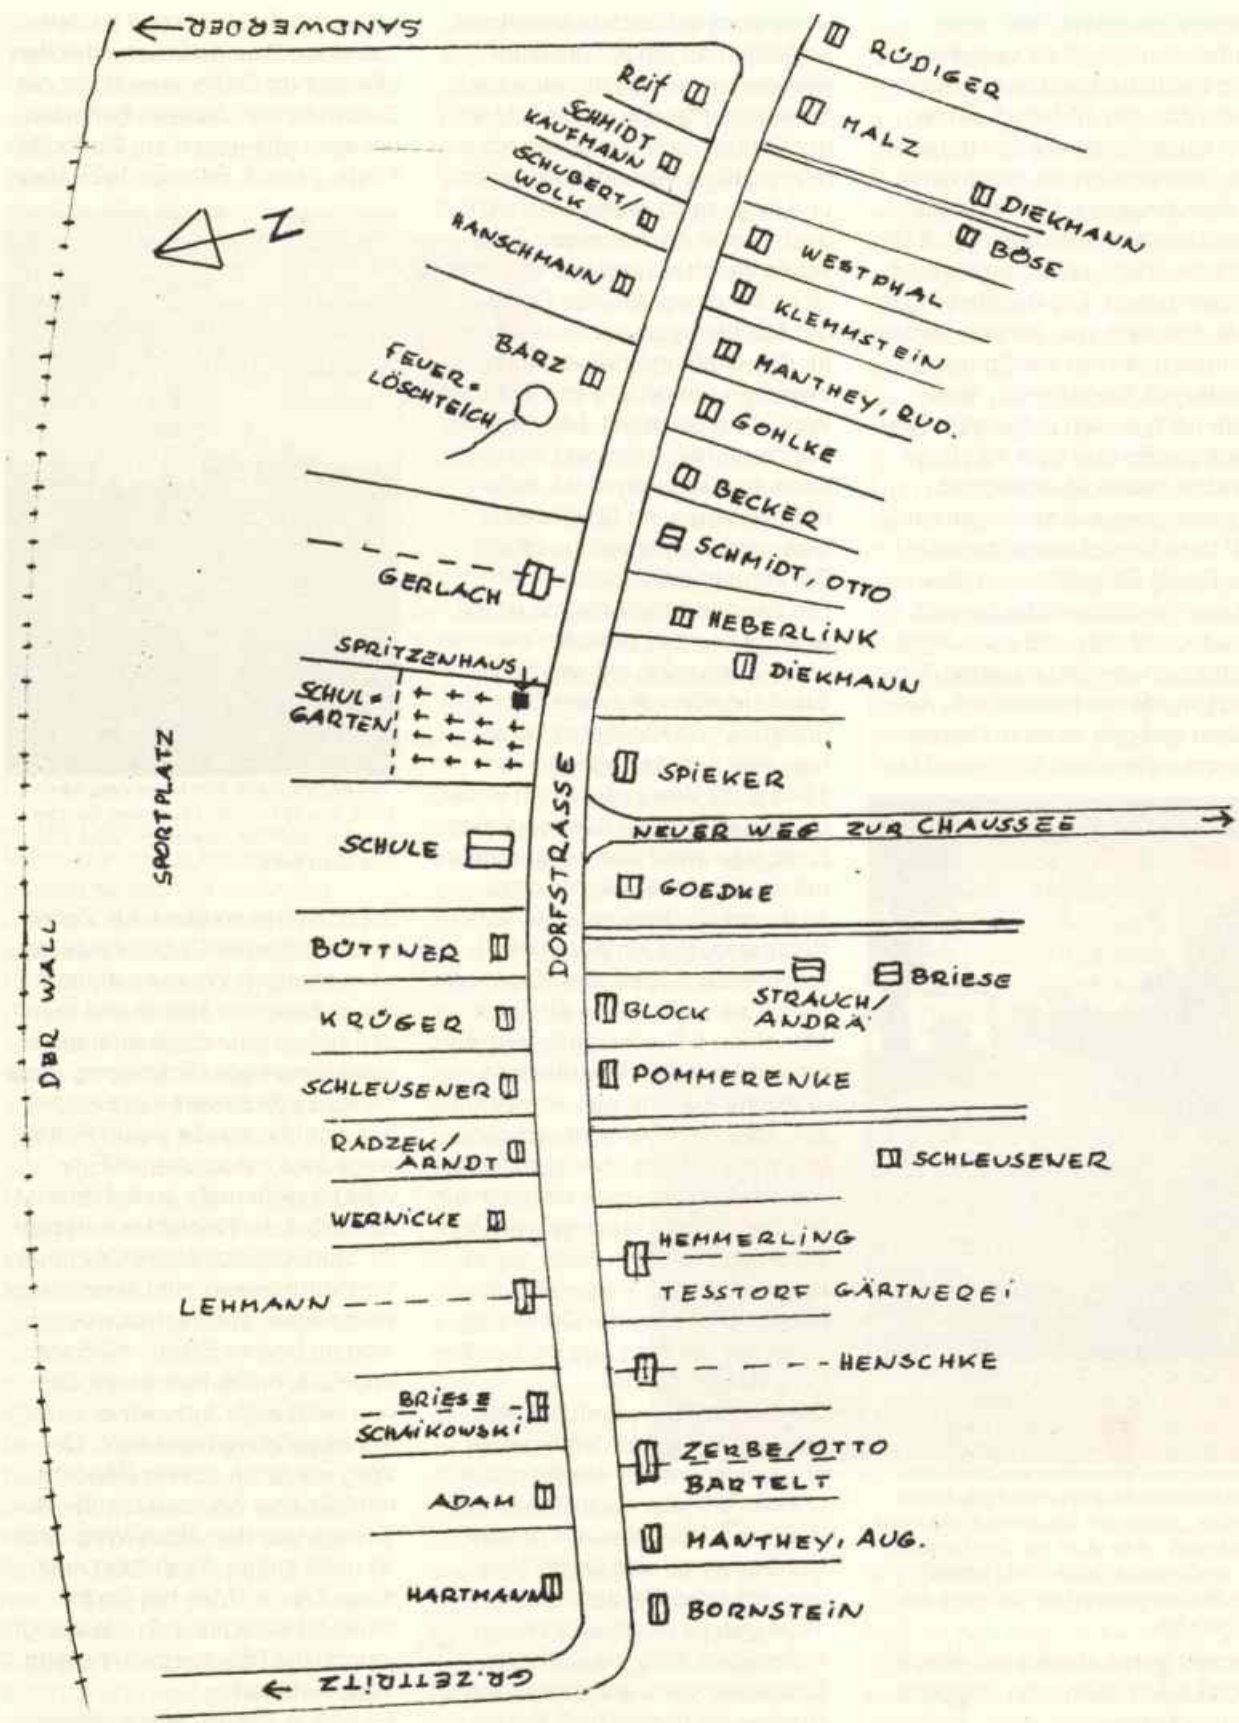 SANDWERDER
RÜDIGER
Reif
MALZ
SCHMIDT
KAUFMANN
SCHUBERT/
WOLK
DIEKMANN
BÖSE
N
HANSCHMANN
WESTPHAL
KLEMMSTEIN
BARZ
MANTHEY, RUD.
FEUER=
LÖSCHTEICH
GOHLKE
BECKER
SCHMIDT, OTTO
GERLACH
HEBERLINK
SPRITZENHAUS
DIEKMANN
SCHUL=
GARTEN
SPORTPLATZ
DORFSTRASSE
SPIEKER
NEUER WEG ZUR CHAUSSEE
SCHULE
GOEDKE
DER WALL
BÜTTNER
BRIESE
STRAUCH/
ANDRÄ
KRÜGER
BLOCK
SCHLEUSENER
POMMERENKE
RADZEK/
ARNDT
SCHLEUSENER
WERNICKE
HEMMERLING
TESSTORF GÄRTNEREI
LEHMANN
HENSCHKE
BRIESE
SCHAIKOWSKI
ZERBE/OTTO
BARTELT
ADAM
MANTHEY, AUG.
HARTMANN
BORNSTEIN
GR. ZETTRITZ